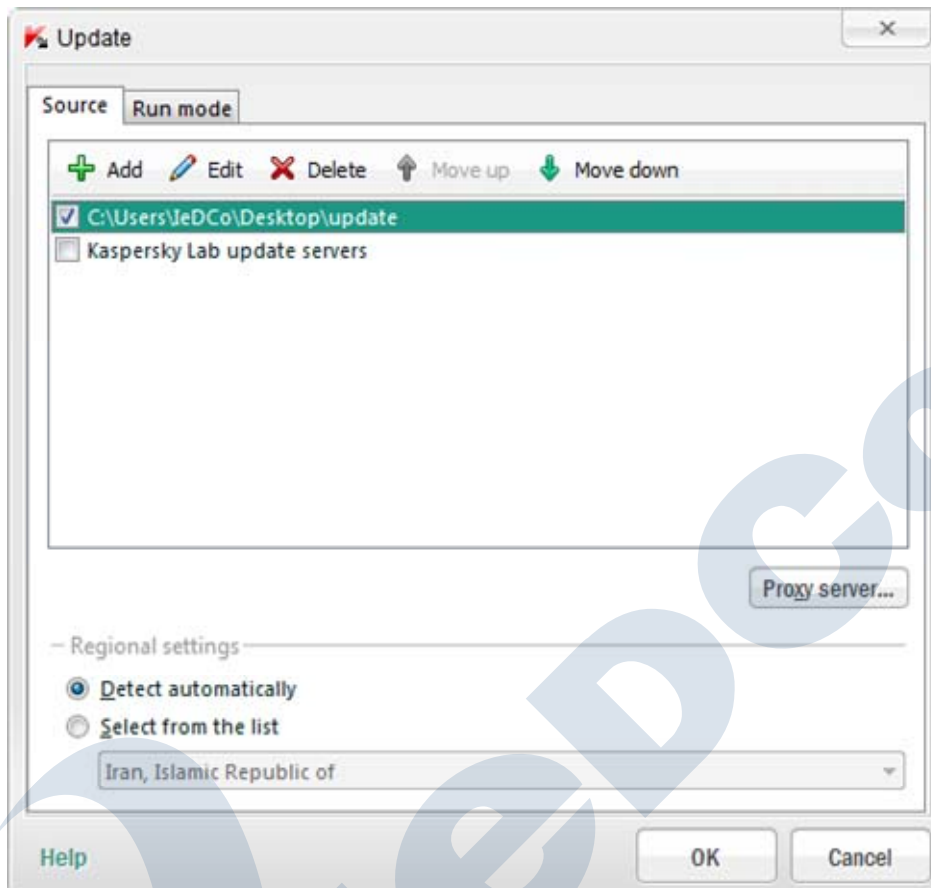 Update
Source Run mode
Add Edit Delete Move up Move down
C:\Users\IeDCo\Desktop\update
Kaspersky Lab update servers
Proxy server...
Regional settings
Detect automatically
Select from the list
Iran, Islamic Republic of
Help OK Cancel